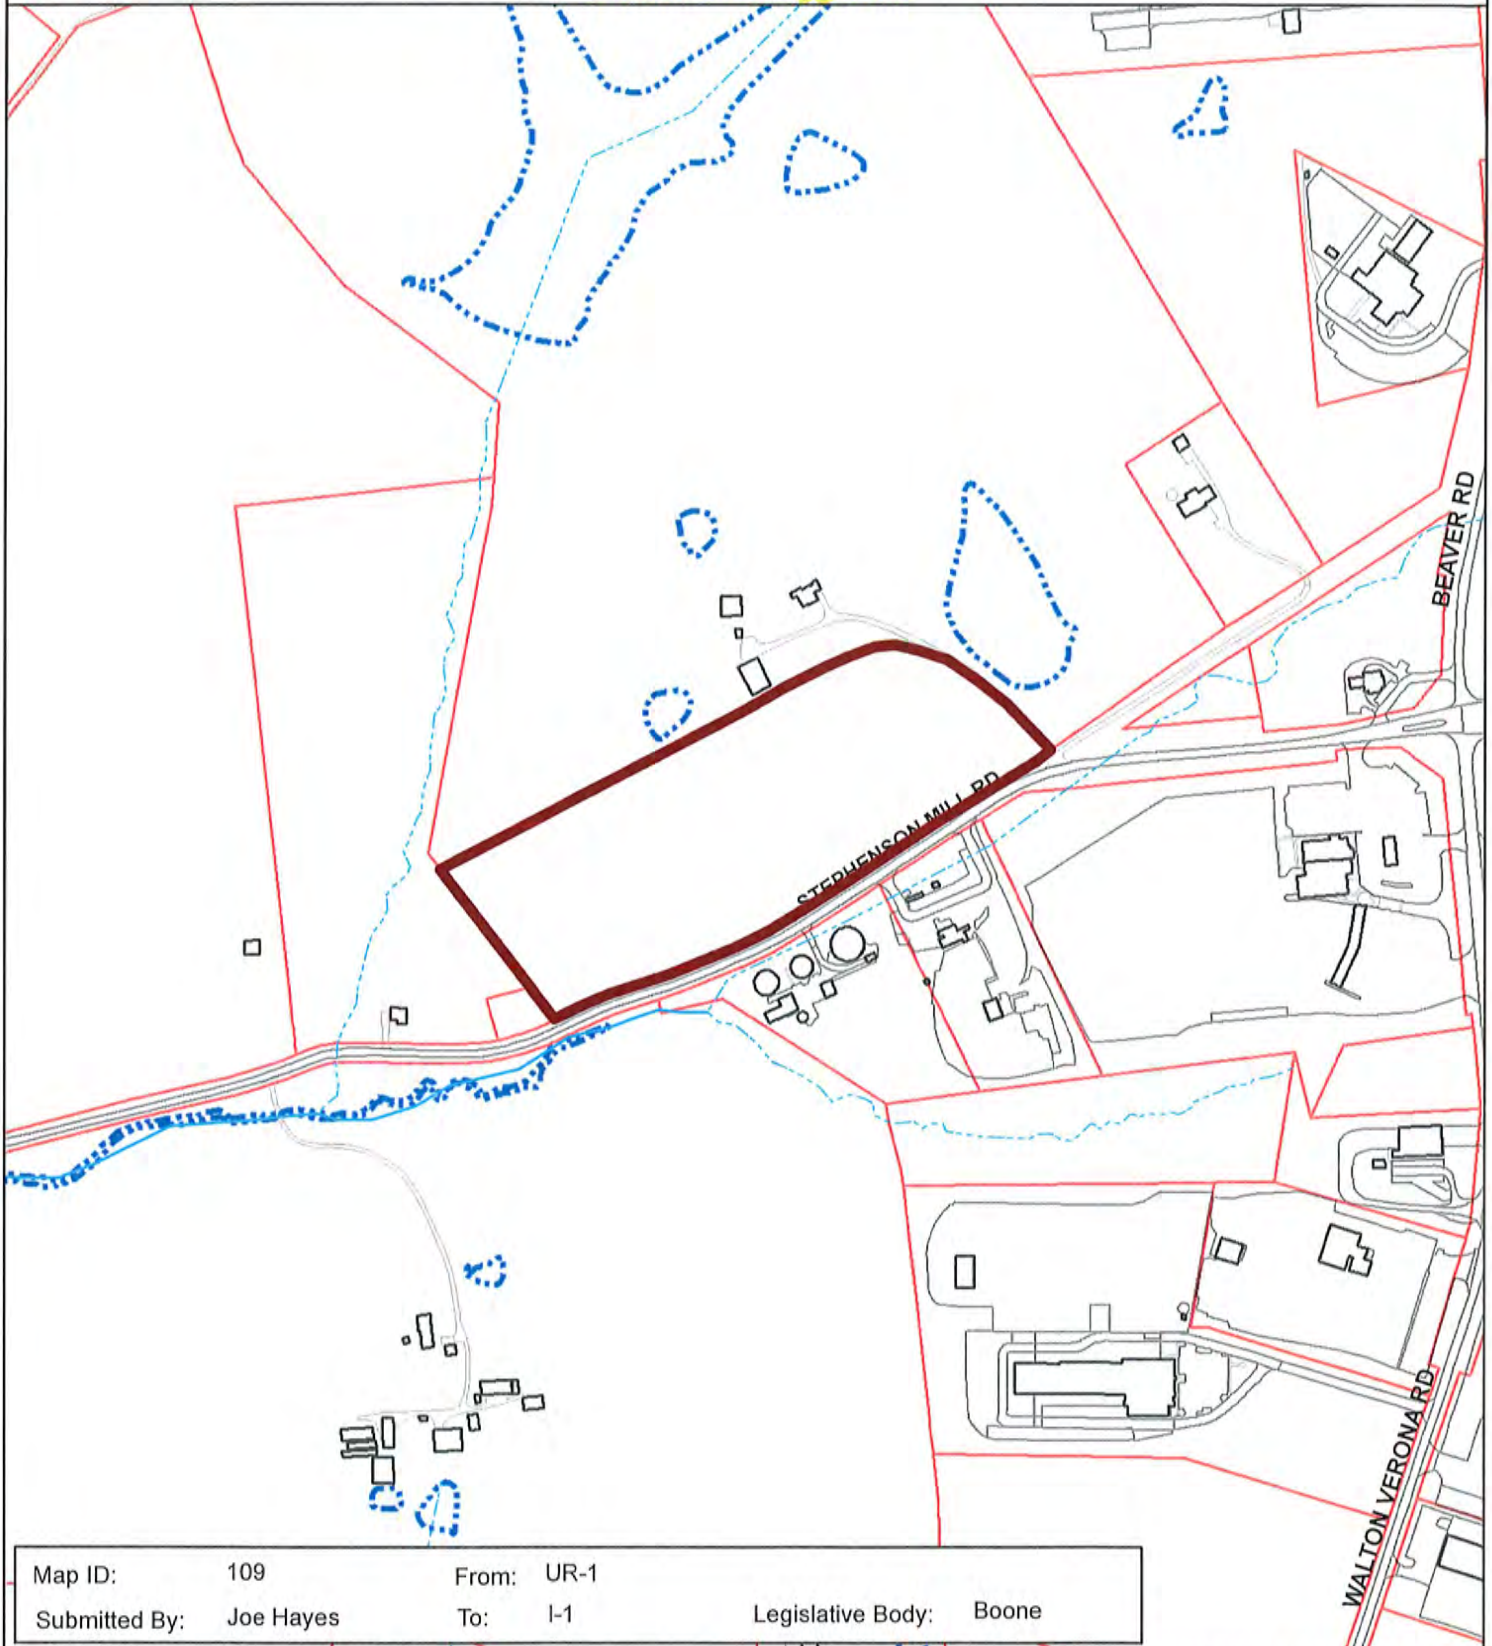 BEAVER RD
STEPHENSON MILL RD
WALTON VERONA RD
Map ID: 109 From: UR-1
Submitted By: Joe Hayes To: I-1 Legislative Body: Boone